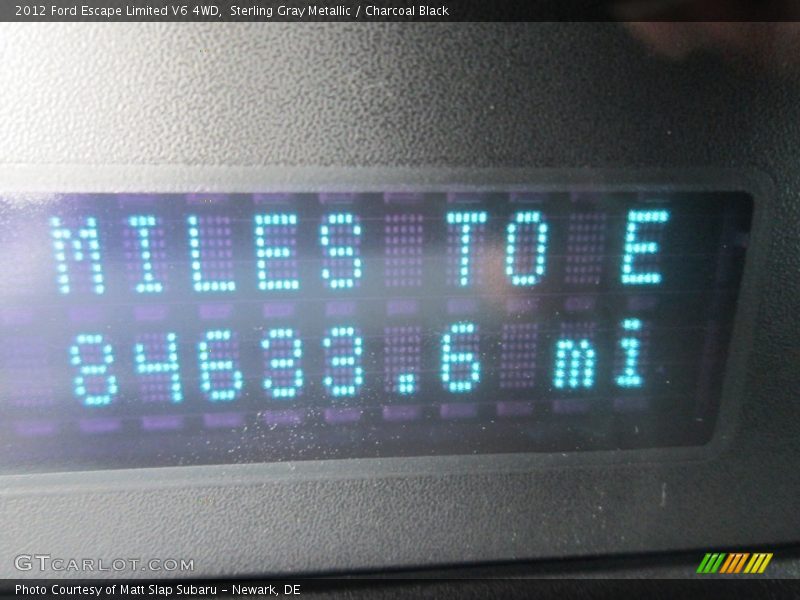 2012 Ford Escape Limited V6 4WD, Sterling Gray Metallic / Charcoal Black
MILES TO E
84633.6 mi
GTCARLOT.COM
Photo Courtesy of Matt Slap Subaru - Newark, DE